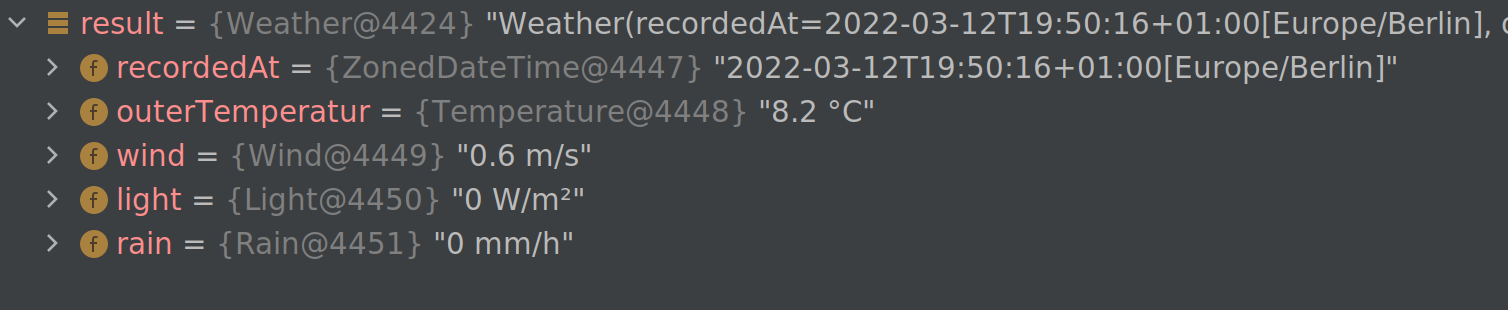 result = {Weather@4424} "Weather(recordedAt=2022-03-12T19:50:16+01:00[Europe/Berlin],
f recordedAt = {ZonedDateTime@4447} "2022-03-12T19:50:16+01:00[Europe/Berlin]"
f outerTemperatur = {Temperature@4448} "8.2 °C"
f wind = {Wind@4449} "0.6 m/s"
f light = {Light@4450} "0 W/m²"
f rain = {Rain@4451} "0 mm/h"